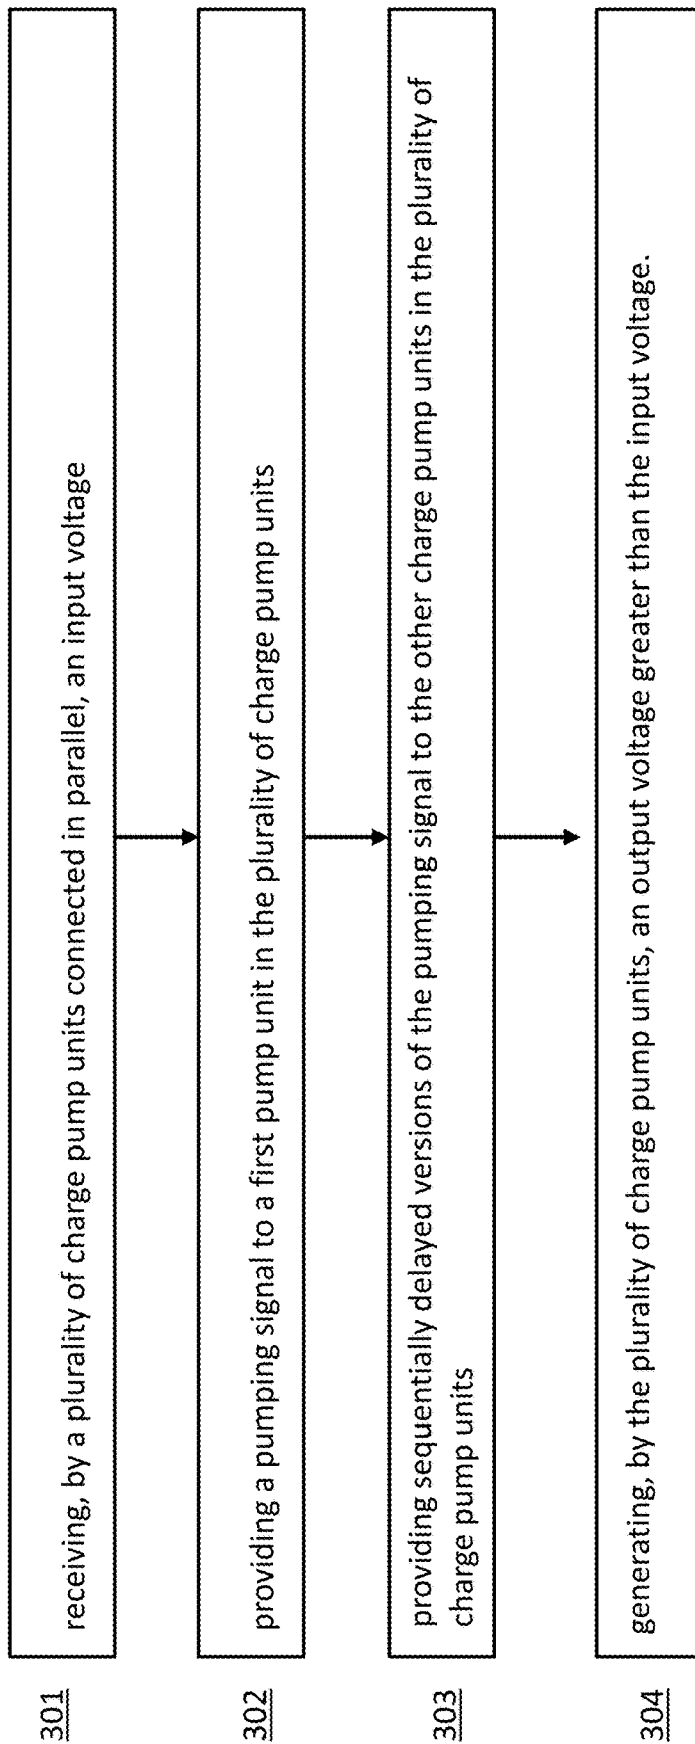 301
receiving, by a plurality of charge pump units connected in parallel, an input voltage
302
providing a pumping signal to a first pump unit in the plurality of charge pump units
303
providing sequentially delayed versions of the pumping signal to the other charge pump units in the plurality of
charge pump units
304
generating, by the plurality of charge pump units, an output voltage greater than the input voltage.